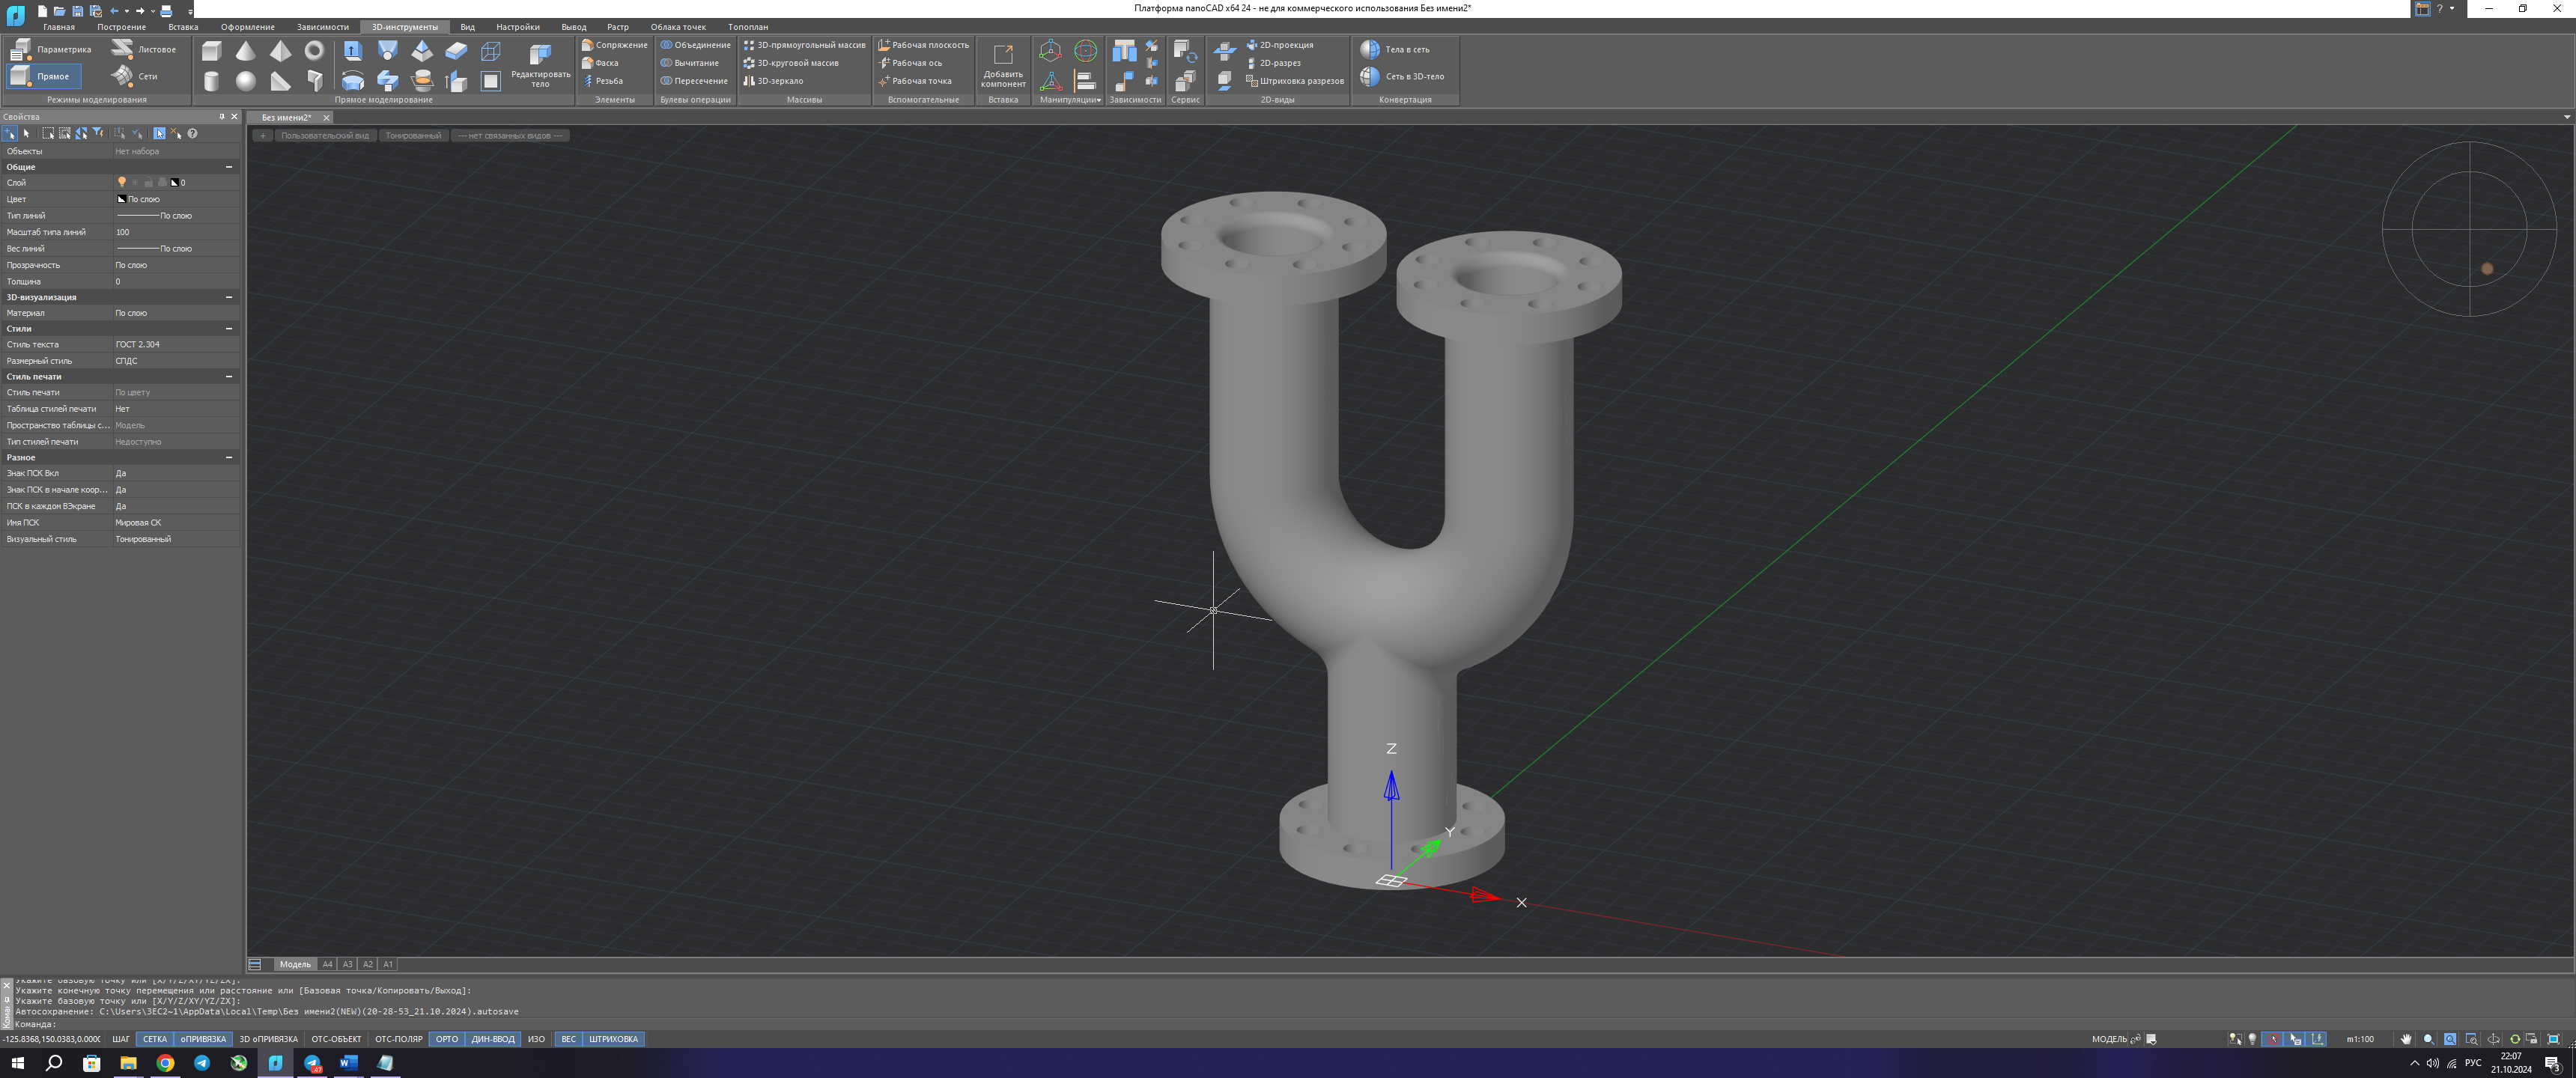 Платформа nanoCAD x64 24 - не для коммерческого использования Без имени2*
Главная Построение Вставка Оформление Зависимости 3D-инструменты Вид Настройки Вывод Растр Облака точек Топоплан
Параметрика Листовое
Прямое Сети
Режимы моделирования
Редактировать тело
Прямое моделирование
Сопряжение
Фаска
Резьба
Элементы
Объединение
Вычитание
Пересечение
Булевы операции
3D-прямоугольный массив
3D-круговой массив
3D-зеркало
Массивы
Рабочая плоскость
Рабочая ось
Рабочая точка
Вспомогательные
Добавить компонент
Вставка
Манипуляции
Зависимости
Сервис
2D-проекция
2D-разрез
Штриховка разрезов
2D-виды
Тела в сеть
Сеть в 3D-тело
Конвертация
Свойства
Без имени2*
+ Пользовательский вид Тонированный --- нет связанных видов ---
Объекты Нет набора
Общие
Слой 0
Цвет По слою
Тип линий По слою
Масштаб типа линий 100
Вес линий По слою
Прозрачность По слою
Толщина 0
3D-визуализация
Материал По слою
Стили
Стиль текста ГОСТ 2.304
Размерный стиль СПДС
Стиль печати
Стиль печати По цвету
Таблица стилей печати Нет
Пространство таблицы с... Модель
Тип стилей печати Недоступно
Разное
Знак ПСК Вкл Да
Знак ПСК в начале коор... Да
ПСК в каждом ВЭкране Да
Имя ПСК Мировая СК
Визуальный стиль Тонированный
Z
Y
X
Модель A4 A3 A2 A1
Укажите базовую точку или [X/Y/Z/XY/YZ/ZX]:
Укажите конечную точку перемещения или расстояние или [Базовая точка/Копировать/Выход]:
Укажите базовую точку или [X/Y/Z/XY/YZ/ZX]:
Автосохранение: C:\Users\3EC2~1\AppData\Local\Temp\Без имени2(NEW)(20-28-53_21.10.2024).autosave
Команда:
-125.8368,150.0383,0.0000 ШАГ СЕТКА оПРИВЯЗКА 3D оПРИВЯЗКА ОТС-ОБЪЕКТ ОТС-ПОЛЯР ОРТО ДИН-ВВОД ИЗО ВЕС ШТРИХОВКА МОДЕЛЬ m1:100
РУС
22:07
21.10.2024